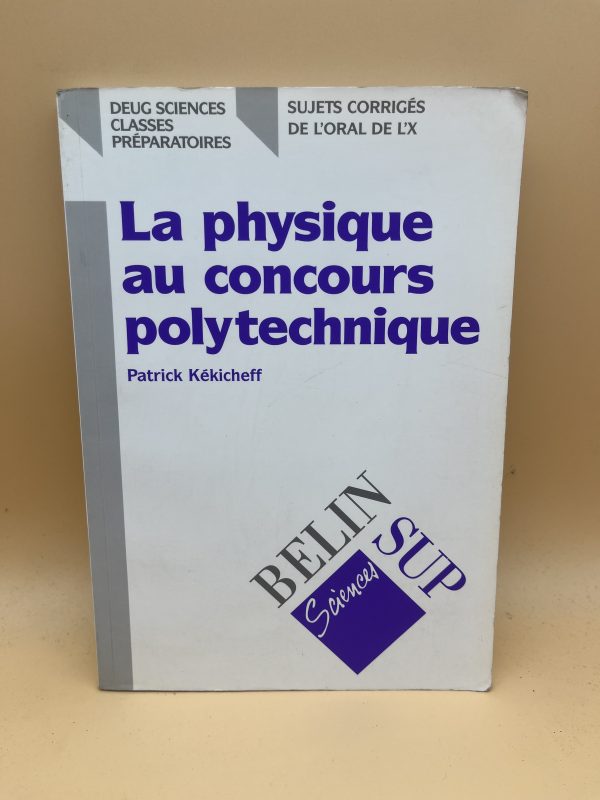 DEUG SCIENCES
CLASSES
PRÉPARATOIRES
SUJETS CORRIGÉS
DE L'ORAL DE L'X
La physique
au concours
polytechnique
Patrick Kékicheff
BELIN
SUP
Sciences